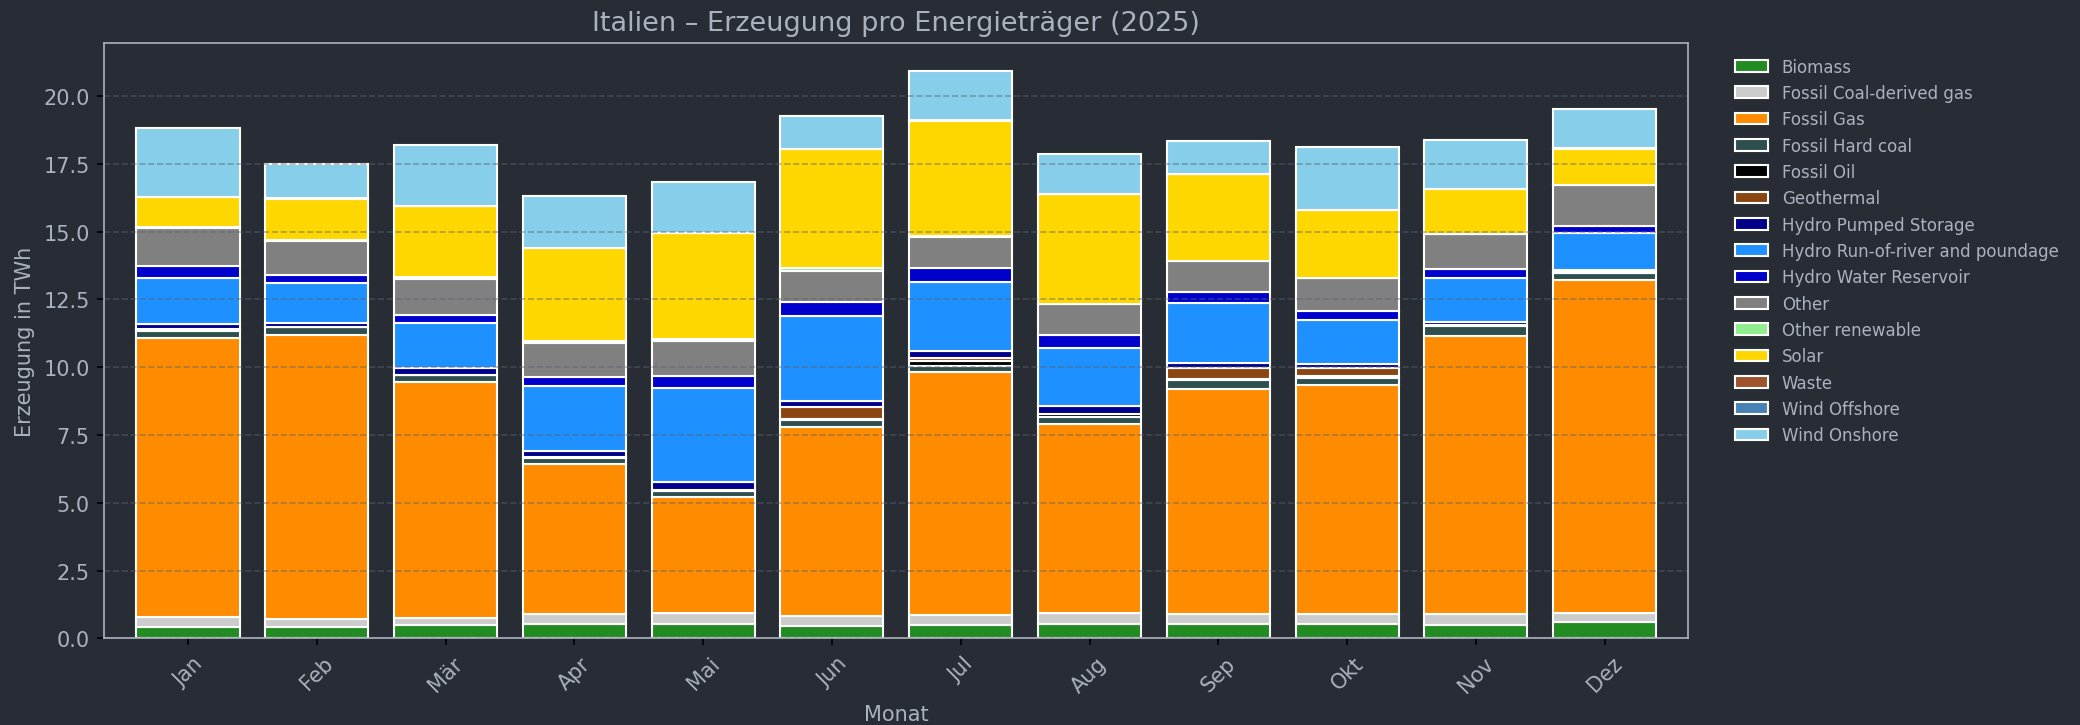 Italien – Erzeugung pro Energieträger (2025)
Erzeugung in TWh
20.0
17.5
15.0
12.5
10.0
7.5
5.0
2.5
0.0
Jan
Feb
Mär
Apr
Mai
Jun
Jul
Aug
Sep
Okt
Nov
Dez
Monat
Biomass
Fossil Coal-derived gas
Fossil Gas
Fossil Hard coal
Fossil Oil
Geothermal
Hydro Pumped Storage
Hydro Run-of-river and poundage
Hydro Water Reservoir
Other
Other renewable
Solar
Waste
Wind Offshore
Wind Onshore